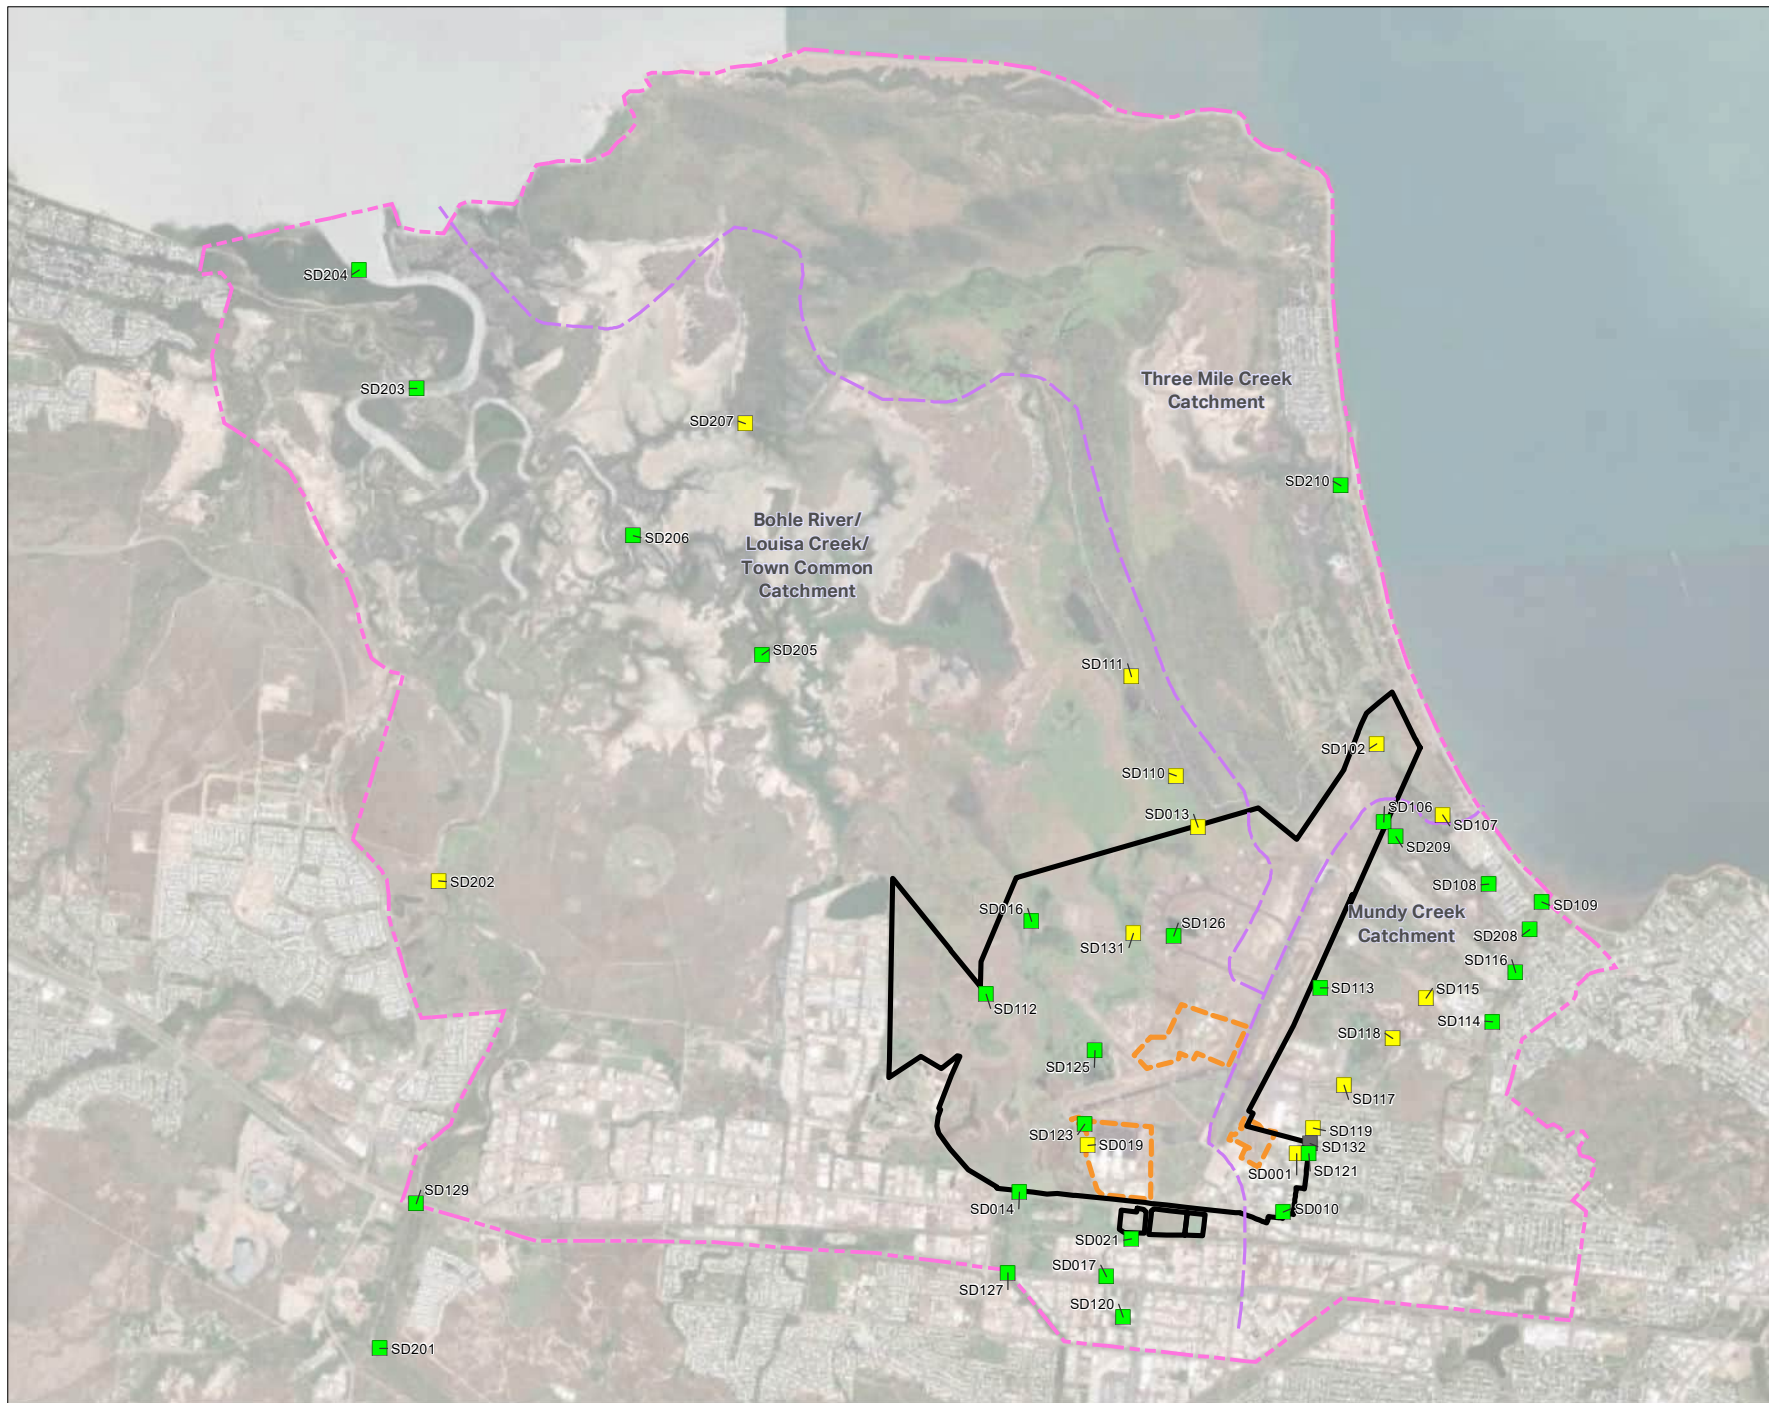 SD204
SD203
Three Mile Creek
Catchment
SD207
SD210
Bohle River/
Louisa Creek/
Town Common
Catchment
SD206
SD205
SD111
SD102
SD110
SD013
SD106
SD107
SD209
SD202
SD108
SD109
SD016
SD126
Mundy Creek
Catchment
SD131
SD208
SD116
SD112
SD113
SD115
SD114
SD118
SD125
SD117
SD123
SD019
SD119
SD132
SD001
SD121
SD129
SD014
SD010
SD021
SD017
SD127
SD120
SD201